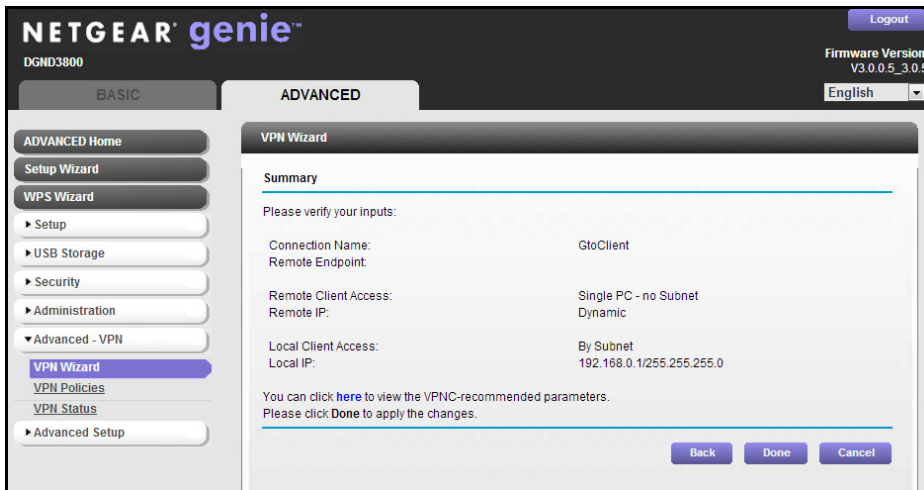 NETGEAR® genie™
DGND3800
Logout
Firmware Version
V3.0.0.5_3.0.5
BASIC
ADVANCED
English
ADVANCED Home
Setup Wizard
WPS Wizard
Setup
USB Storage
Security
Administration
Advanced - VPN
VPN Wizard
VPN Policies
VPN Status
Advanced Setup
VPN Wizard
Summary
Please verify your inputs:
Connection Name: GtoClient
Remote Endpoint:
Remote Client Access: Single PC - no Subnet
Remote IP: Dynamic
Local Client Access: By Subnet
Local IP: 192.168.0.1/255.255.255.0
You can click here to view the VPNC-recommended parameters.
Please click Done to apply the changes.
Back Done Cancel